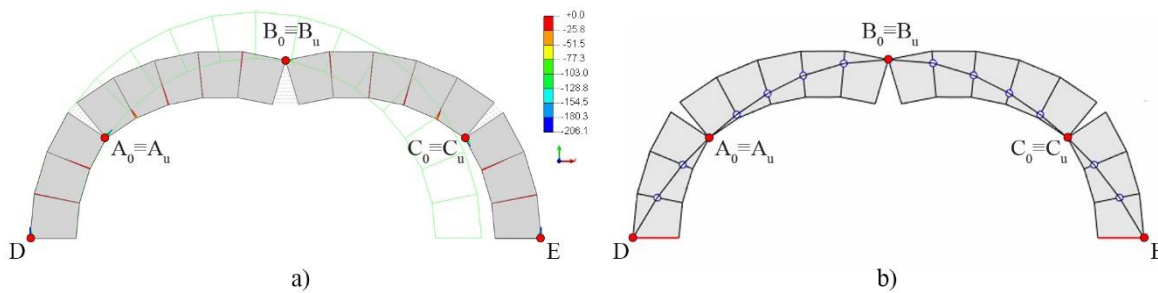 B₀≡Bᵤ
+0.0
-25.8
-51.5
-77.3
-103.0
-128.8
-154.5
-180.3
-206.1
A₀≡Aᵤ
C₀≡Cᵤ
D
E
a)
B₀≡Bᵤ
A₀≡Aᵤ
C₀≡Cᵤ
D
E
b)